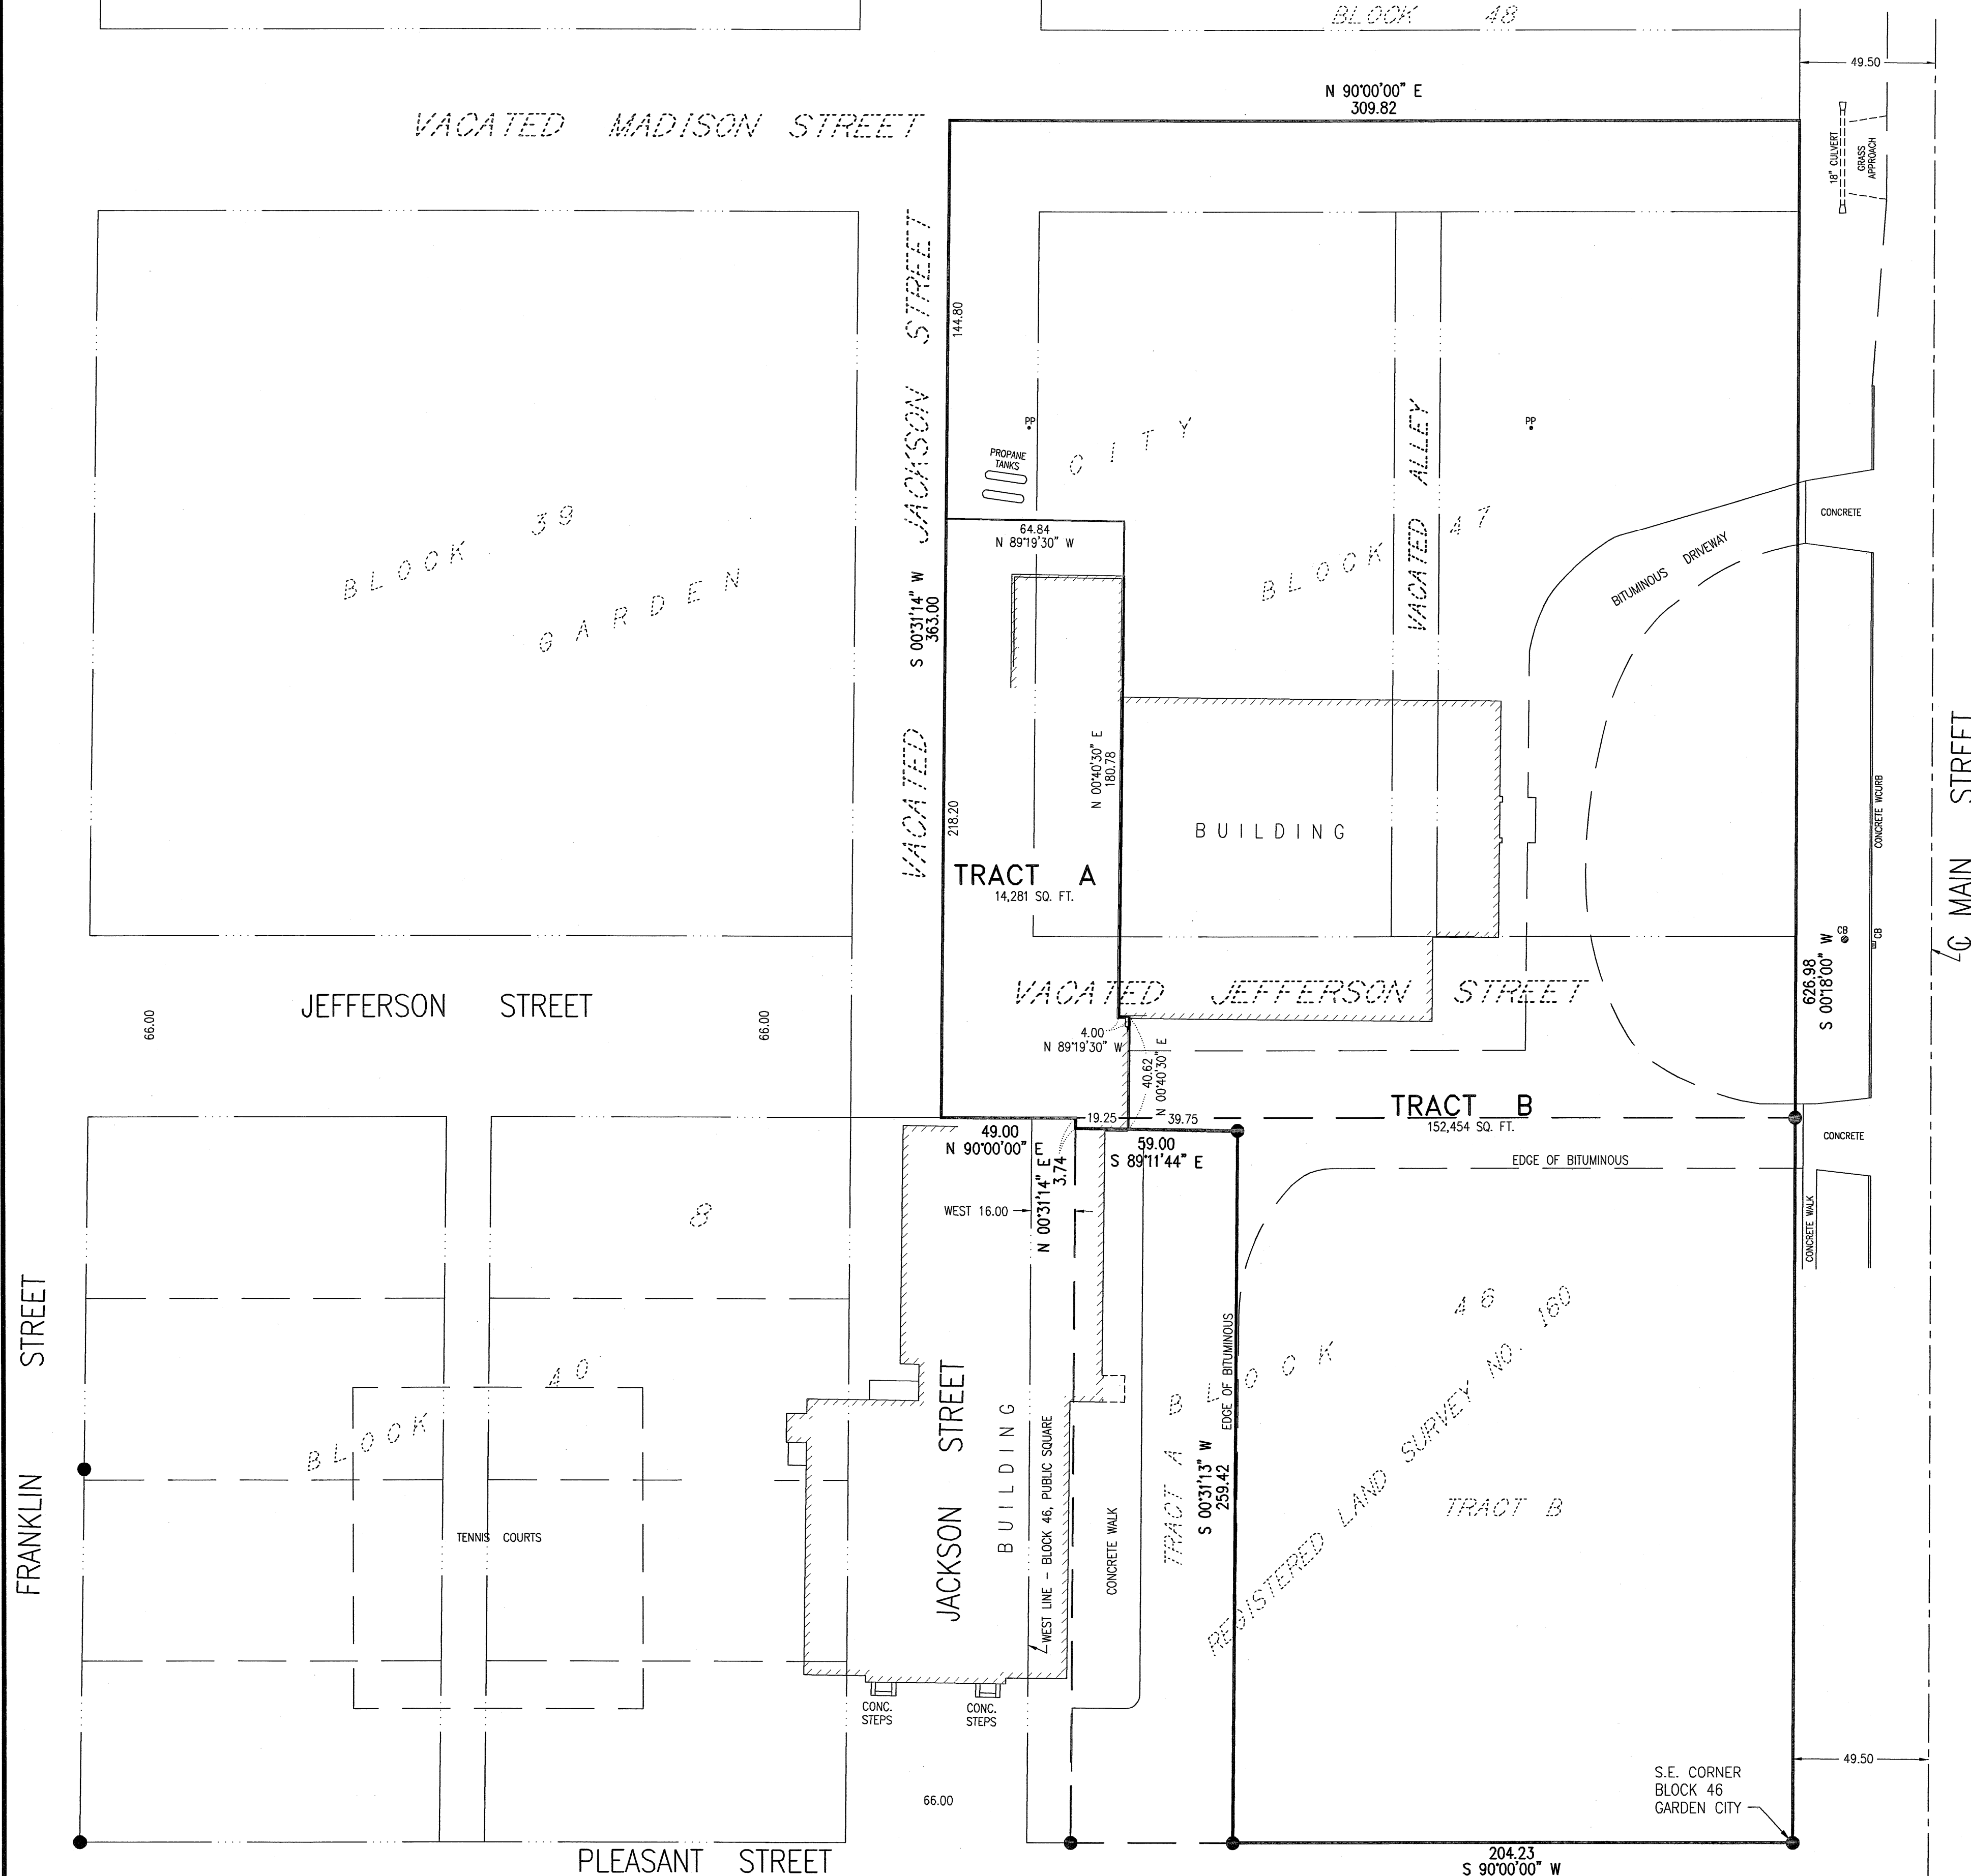 BLOCK 48
49.50
N 90°00'00" E
309.82
VACATED MADISON STREET
18" CULVERT
GRASS
APPROACH
144.80
VACATED JACKSON STREET
S 00°31'14" W
363.00
PP
PP
PROPANE
TANKS
CITY
VACATED ALLEY
BLOCK 39
GARDEN
BLOCK 47
64.84
N 89°19'30" W
CONCRETE
BITUMINOUS DRIVEWAY
N 00°40'30" E
180.78
218.20
BUILDING
CONCRETE WCURB
MAIN STREET
TRACT A
14,281 SQ. FT.
CB
CB
626.98
S 00°18'00" W
JEFFERSON STREET
66.00
66.00
VACATED JEFFERSON STREET
4.00
N 89°19'30" W
40.62
N 00°40'30" E
19.25
39.75
TRACT B
152,454 SQ. FT.
49.00
N 90°00'00" E
59.00
S 89°11'44" E
N 00°31'14" E
3.74
CONCRETE
EDGE OF BITUMINOUS
WEST 16.00
CONCRETE WALK
8
BLOCK 40
FRANKLIN STREET
TENNIS COURTS
JACKSON STREET
BUILDING
WEST LINE - BLOCK 46, PUBLIC SQUARE
CONCRETE WALK
TRACT A
BLOCK 46
S 00°31'13" W
259.42
EDGE OF BITUMINOUS
REGISTERED LAND SURVEY NO. 160
TRACT B
CONC.
STEPS
CONC.
STEPS
66.00
49.50
S.E. CORNER
BLOCK 46
GARDEN CITY
PLEASANT STREET
204.23
S 90°00'00" W